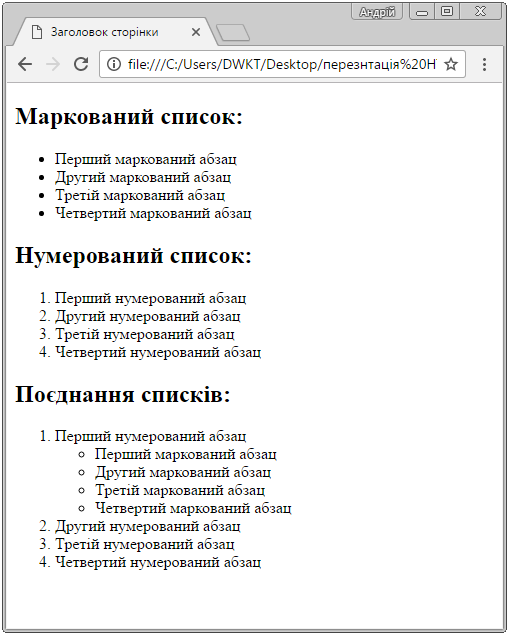 Андрій
Заголовок сторінки
file:///C:/Users/DWKT/Desktop/перезнтація%20H
Маркований список:
• Перший маркований абзац
• Другий маркований абзац
• Третій маркований абзац
• Четвертий маркований абзац
Нумерований список:
1. Перший нумерований абзац
2. Другий нумерований абзац
3. Третій нумерований абзац
4. Четвертий нумерований абзац
Поєднання списків:
1. Перший нумерований абзац
◦ Перший маркований абзац
◦ Другий маркований абзац
◦ Третій маркований абзац
◦ Четвертий маркований абзац
2. Другий нумерований абзац
3. Третій нумерований абзац
4. Четвертий нумерований абзац